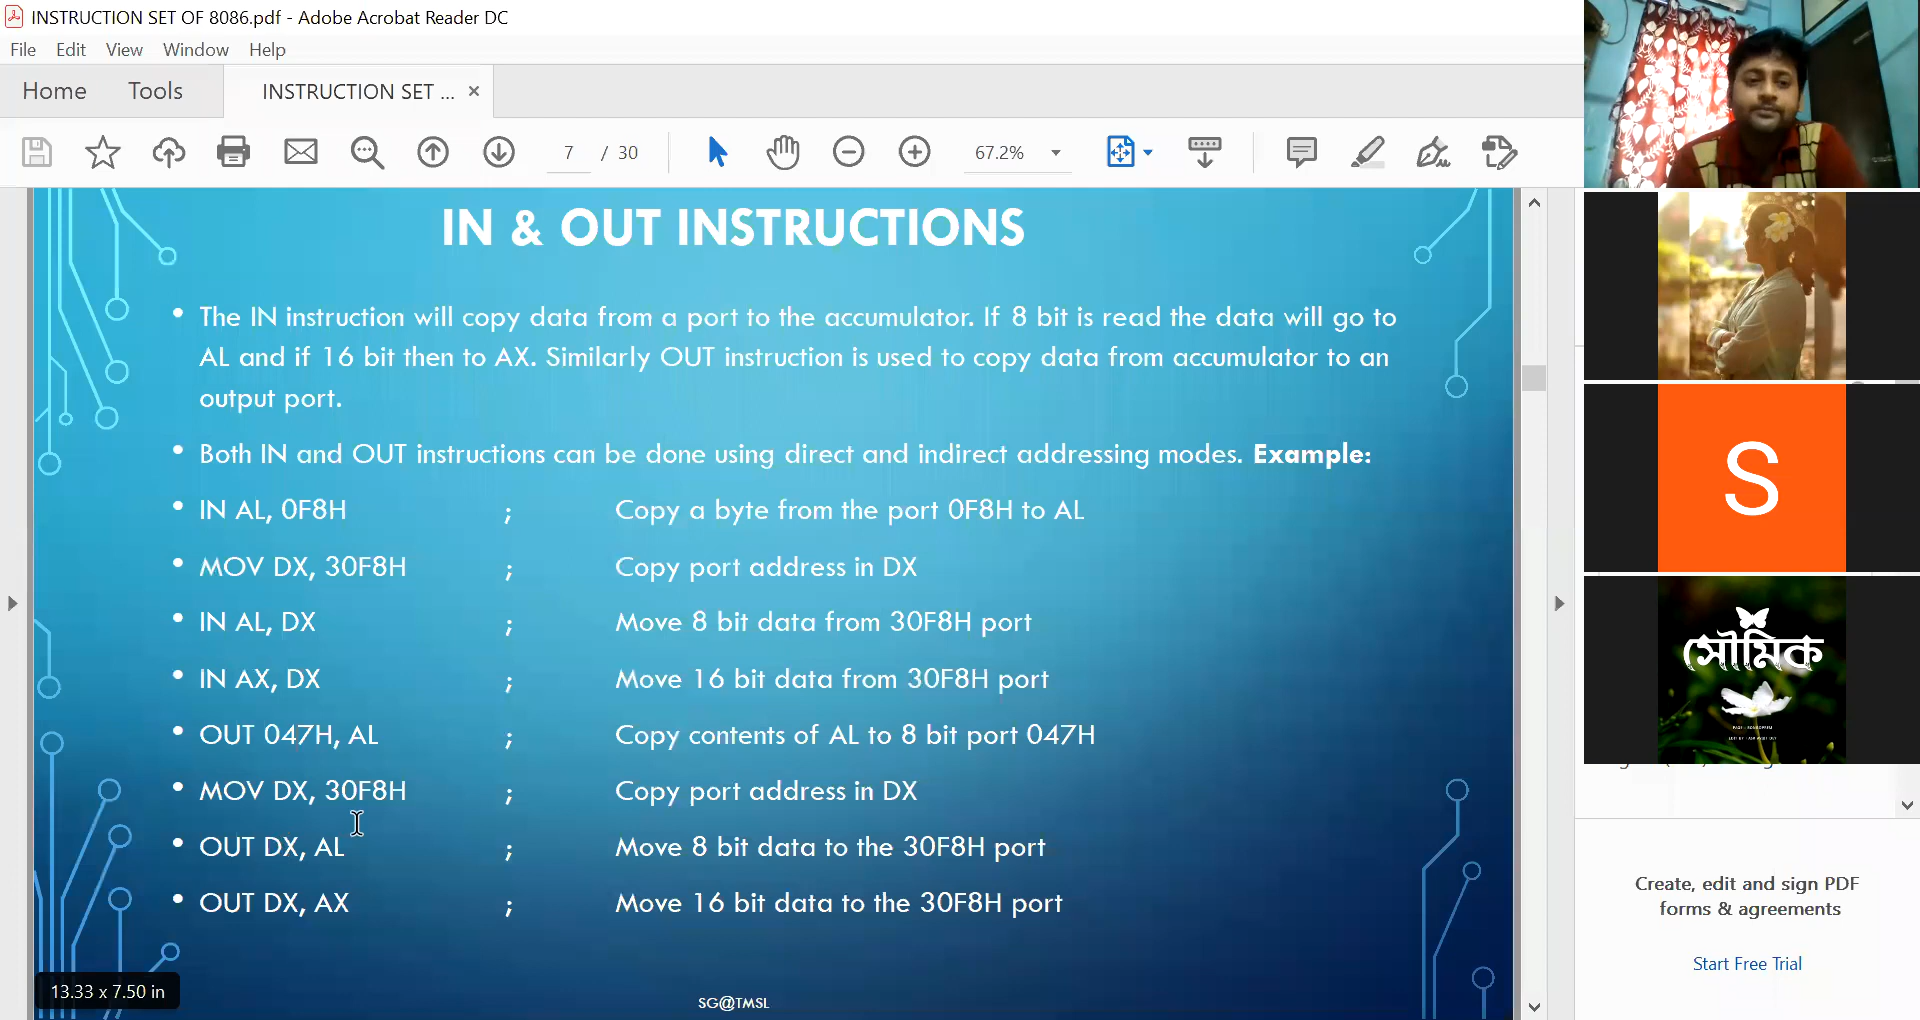 INSTRUCTION SET OF 8086.pdf - Adobe Acrobat Reader DC
File Edit View Window Help
Home Tools INSTRUCTION SET ... ×
7 / 30 67.2%
IN & OUT INSTRUCTIONS
• The IN instruction will copy data from a port to the accumulator. If 8 bit is read the data will go to
AL and if 16 bit then to AX. Similarly OUT instruction is used to copy data from accumulator to an
output port.
• Both IN and OUT instructions can be done using direct and indirect addressing modes. Example:
• IN AL, 0F8H ; Copy a byte from the port 0F8H to AL
• MOV DX, 30F8H ; Copy port address in DX
• IN AL, DX ; Move 8 bit data from 30F8H port
• IN AX, DX ; Move 16 bit data from 30F8H port
• OUT 047H, AL ; Copy contents of AL to 8 bit port 047H
• MOV DX, 30F8H ; Copy port address in DX
• OUT DX, AL ; Move 8 bit data to the 30F8H port
• OUT DX, AX ; Move 16 bit data to the 30F8H port
13.33 x 7.50 in
SG@TMSL
S
সৌমিক
Create, edit and sign PDF
forms & agreements
Start Free Trial